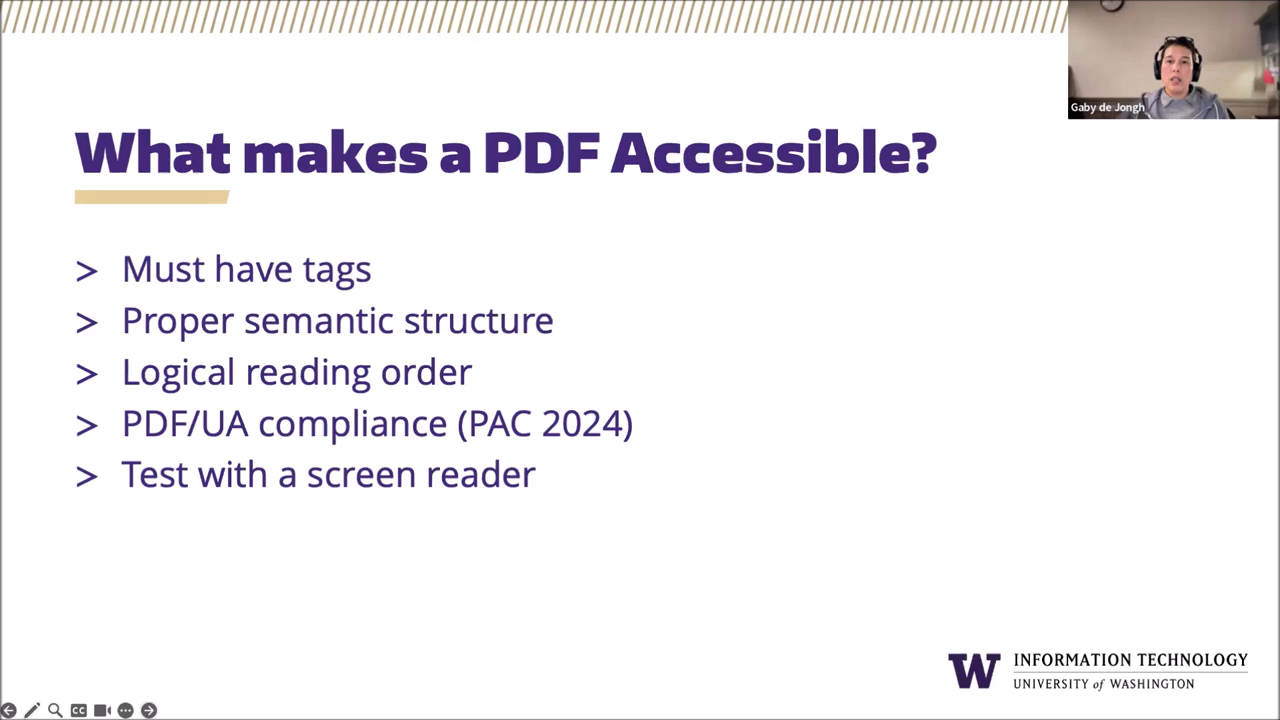 What makes a PDF Accessible?
> Must have tags
> Proper semantic structure
> Logical reading order
> PDF/UA compliance (PAC 2024)
> Test with a screen reader
Gaby de Jongh
W INFORMATION TECHNOLOGY
UNIVERSITY of WASHINGTON
CC